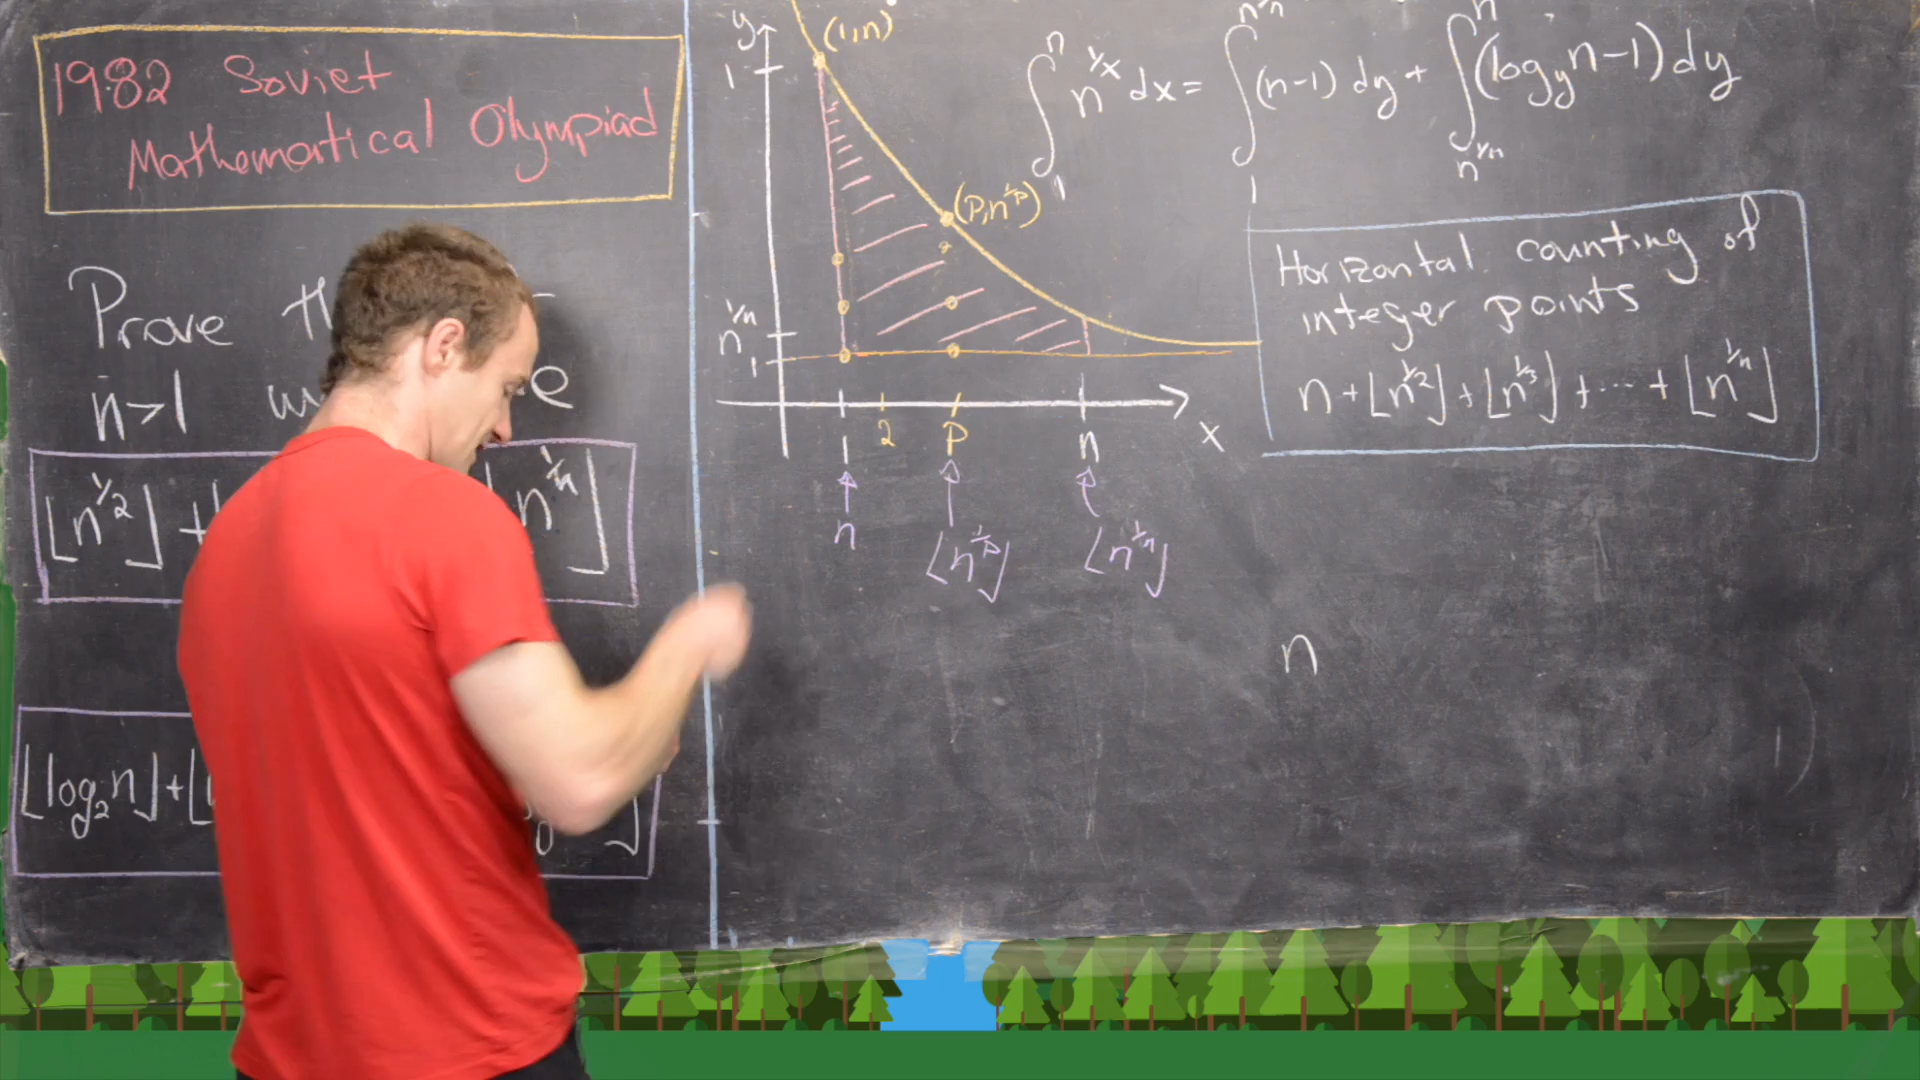 1982 Soviet
Mathematical Olympiad
Prove
n>1
⌊n^{1/2}⌋ +
n^{1/n}⌋
⌊log₂n⌋+⌊
y
1
(1,n)
(p,n^{1/p})
n^{1/n}
1
1 2 p n x
n ⌊n^{1/p}⌋ ⌊n^{1/n}⌋
∫₁ⁿ n^{1/x} dx = ∫₁^{n^{1/n}} (n-1) dy + ∫_{n^{1/n}}^n (log_y n-1) dy
Horizontal counting of
integer points
n+⌊n^{1/2}⌋+⌊n^{1/3}⌋+⋯+⌊n^{1/n}⌋
n